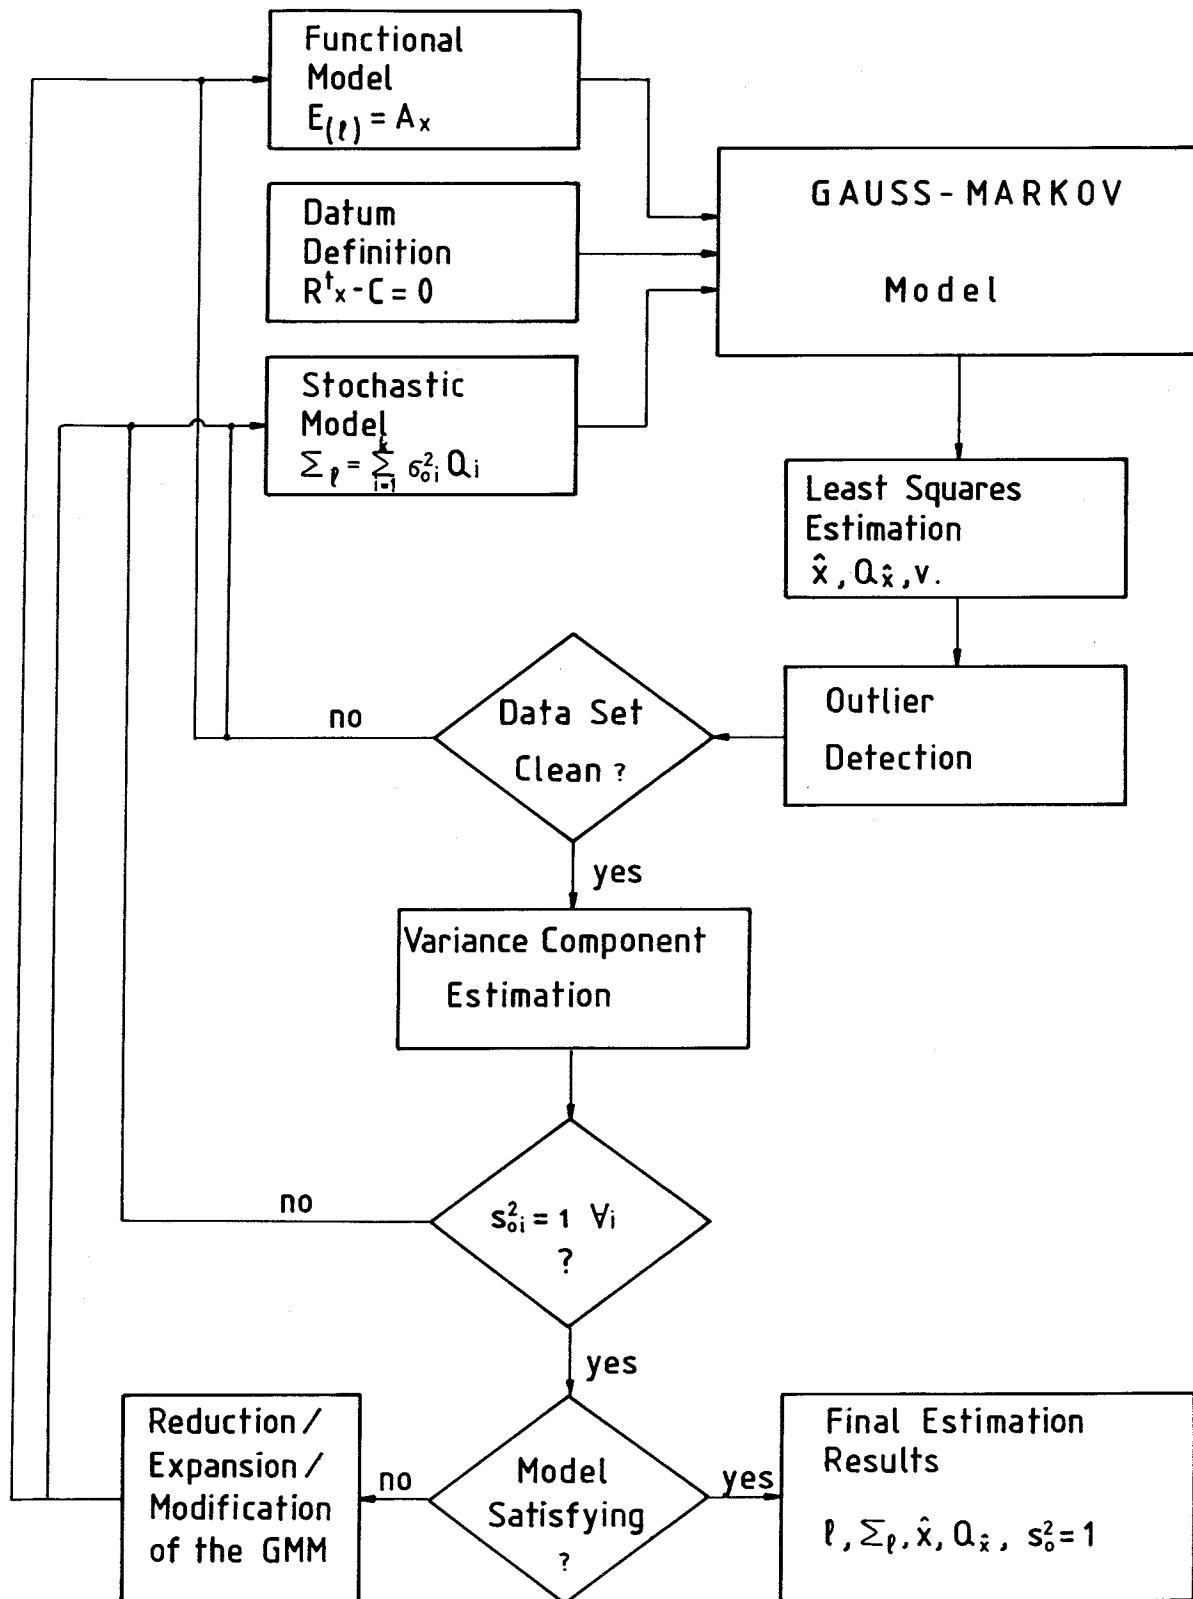 Functional
Model
E(ℓ) = Ax
Datum
Definition
Rᵗx - C = 0
Stochastic
Model
Σℓ = Σ k i=1 σ²oi Qi
GAUSS-MARKOV
Model
Least Squares
Estimation
x̂, Qx̂, v.
Outlier
Detection
Data Set
Clean ?
no
yes
Variance Component
Estimation
s²oi = 1 ∀i
?
no
yes
Model
Satisfying
?
no
yes
Reduction/
Expansion/
Modification
of the GMM
Final Estimation
Results
ℓ, Σℓ, x̂, Qx̂, s²o = 1